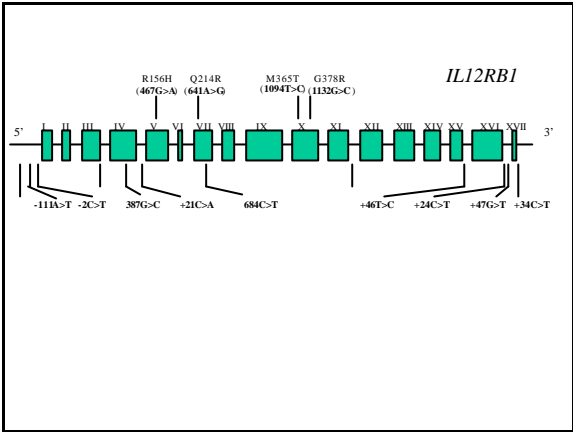 IL12RB1
R156H Q214R M365T G378R
(467G>A) (641A>G) (1094T>C) (1132G>C)
5’ I II III IV V VI VII VIII IX X XI XII XIII XIV XV XVI XVII 3’
-111A>T -2C>T 387G>C +21C>A 684C>T +46T>C +24C>T +47G>T +34C>T